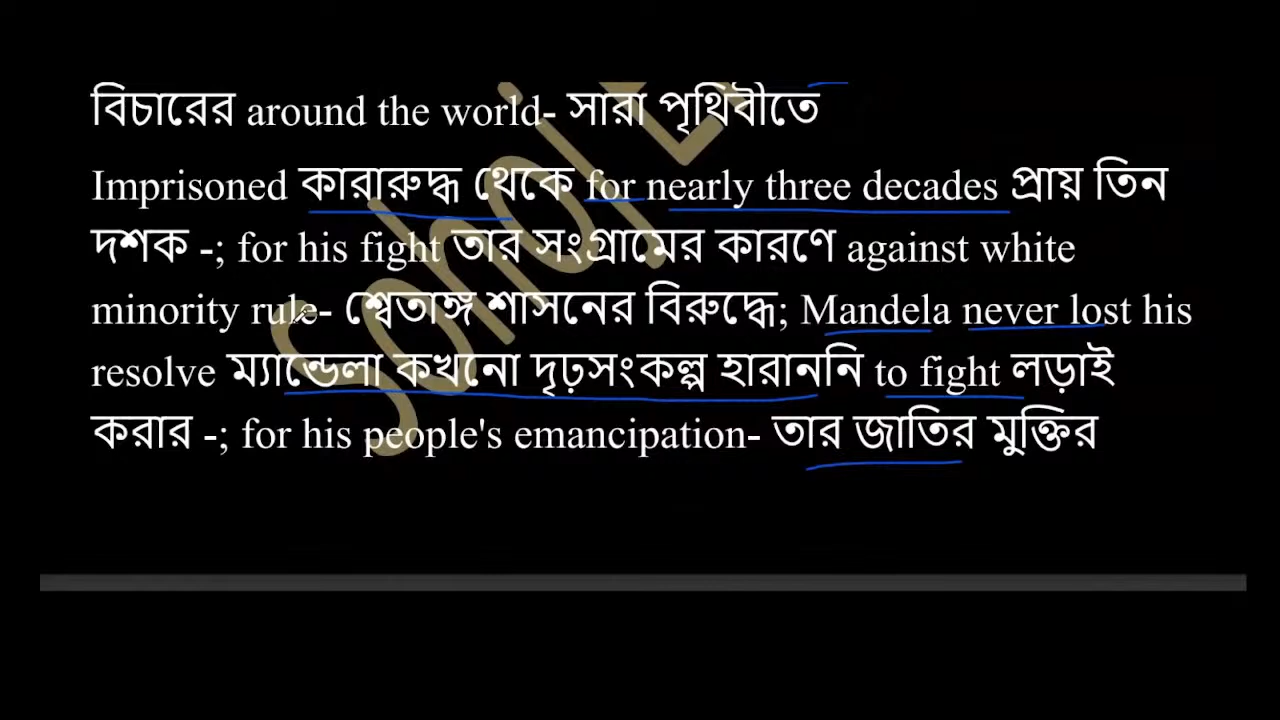 বিচারের around the world- সারা পৃথিবীতে
Imprisoned কারারুদ্ধ থেকে for nearly three decades প্রায় তিন
দশক -; for his fight তার সংগ্রামের কারণে against white
minority rule- শ্বেতাঙ্গ শাসনের বিরুদ্ধে; Mandela never lost his
resolve ম্যান্ডেলা কখনো দৃঢ়সংকল্প হারাননি to fight লড়াই
করার -; for his people's emancipation- তার জাতির মুক্তির